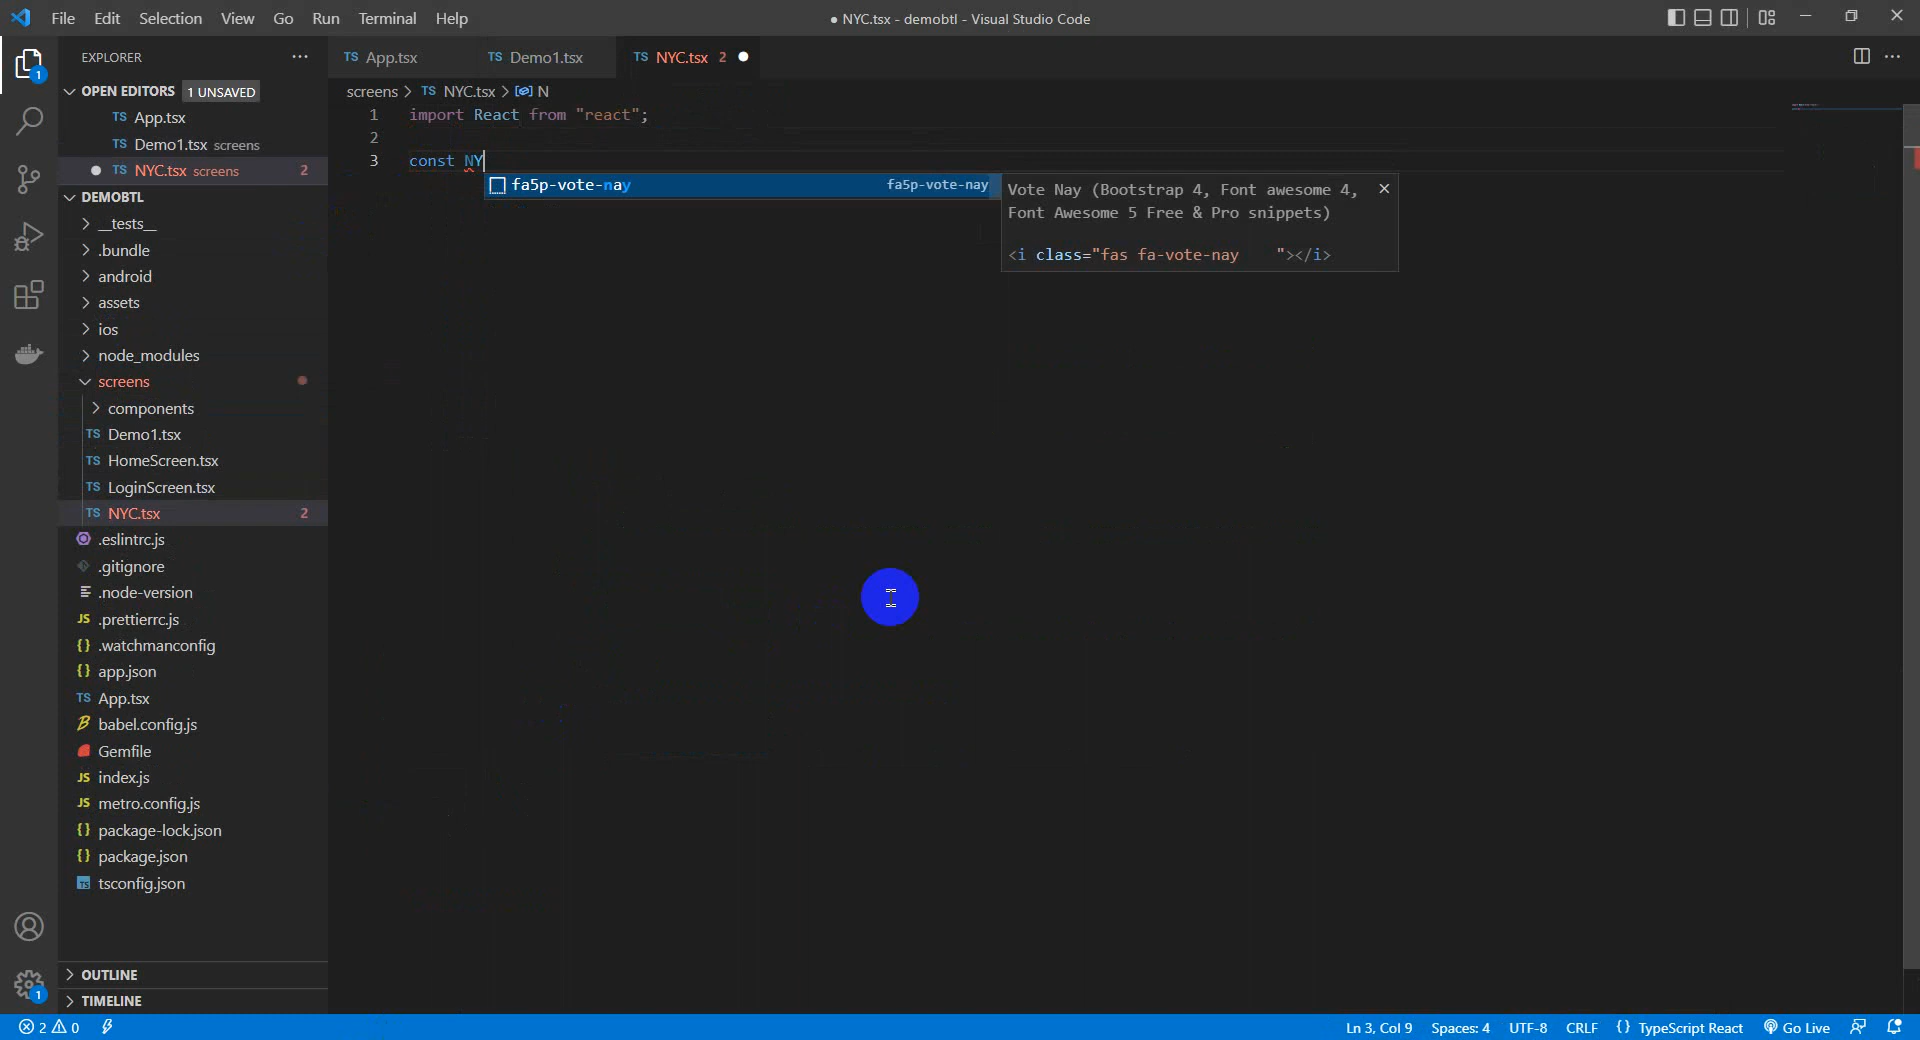 File Edit Selection View Go Run Terminal Help
● NYC.tsx - demobtl - Visual Studio Code
EXPLORER
OPEN EDITORS 1 UNSAVED
TS App.tsx
TS Demo1.tsx screens
TS NYC.tsx screens 2
DEMOBTL
__tests__
.bundle
android
assets
ios
node_modules
screens
components
TS Demo1.tsx
TS HomeScreen.tsx
TS LoginScreen.tsx
TS NYC.tsx 2
.eslintrc.js
.gitignore
.node-version
JS .prettierrc.js
{} .watchmanconfig
{} app.json
TS App.tsx
babel.config.js
Gemfile
JS index.js
JS metro.config.js
{} package-lock.json
{} package.json
TS tsconfig.json
OUTLINE
TIMELINE
1
1
TS App.tsx TS Demo1.tsx TS NYC.tsx 2
screens > TS NYC.tsx > N
1 import React from "react";
2
3 const NY
fa5p-vote-nay fa5p-vote-nay
Vote Nay (Bootstrap 4, Font awesome 4,
Font Awesome 5 Free & Pro snippets)
<i class="fas fa-vote-nay    "></i>
2 0 Ln 3, Col 9 Spaces: 4 UTF-8 CRLF {} TypeScript React Go Live